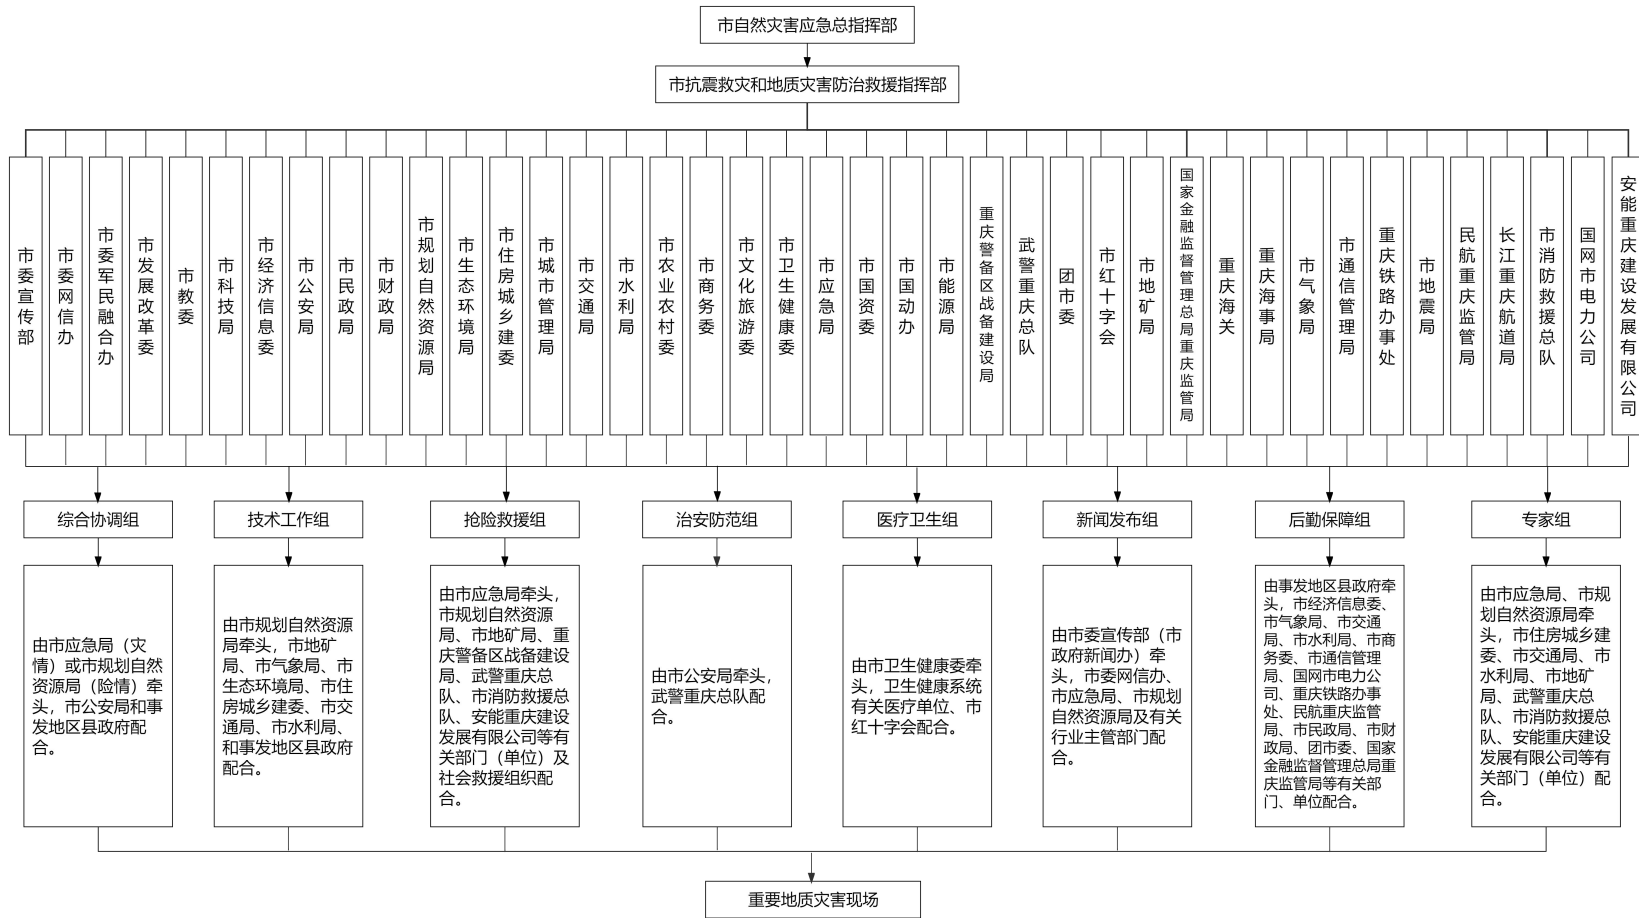 市自然灾害应急总指挥部
市抗震救灾和地质灾害防治救援指挥部
市委宣传部
市委网信办
市委军民融合办
市发展改革委
市教委
市科技局
市经济信息委
市公安局
市民政局
市财政局
市规划自然资源局
市生态环境局
市住房城乡建委
市城市管理局
市交通局
市水利局
市农业农村委
市商务委
市文化旅游委
市卫生健康委
市应急局
市国资委
市国动办
市能源局
重庆警备区战备建设局
武警重庆总队
团市委
市红十字会
市地矿局
国家金融监督管理总局重庆监管局
重庆海关
重庆海事局
市气象局
市通信管理局
重庆铁路办事处
市地震局
民航重庆监管局
长江重庆航道局
市消防救援总队
国网市电力公司
安能重庆建设发展有限公司
综合协调组
技术工作组
抢险救援组
治安防范组
医疗卫生组
新闻发布组
后勤保障组
专家组
由市应急局（灾
情）或市规划自然
资源局（险情）牵
头，市公安局和事
发地区县政府配
合。
由市规划自然资源
局牵头，市地矿
局、市气象局、市
生态环境局、市住
房城乡建委、市交
通局、市水利局、
和事发地区县政府
配合。
由市应急局牵头，
市规划自然资源
局、市地矿局、重
庆警备区战备建设
局、武警重庆总
队、市消防救援总
队、安能重庆建设
发展有限公司等有
关部门（单位）及
社会救援组织配
合。
由市公安局牵头，
武警重庆总队配
合。
由市卫生健康委牵
头，卫生健康系统
有关医疗单位、市
红十字会配合。
由市委宣传部（市
政府新闻办）牵
头，市委网信办、
市应急局、市规划
自然资源局及有关
行业主管部门配
合。
由事发地区县政府牵
头，市经济信息委、
市气象局、市交通
局、市水利局、市商
务委、市通信管理
局、国网市电力公
司、重庆铁路办事
处、民航重庆监管
局、市民政局、市财
政局、团市委、国家
金融监督管理总局重
庆监管局等有关部
门、单位配合。
由市应急局、市规
划自然资源局牵
头，市住房城乡建
委、市交通局、市
水利局、市地矿
局、武警重庆总
队、市消防救援总
队、安能重庆建设
发展有限公司等有
关部门（单位）配
合。
重要地质灾害现场